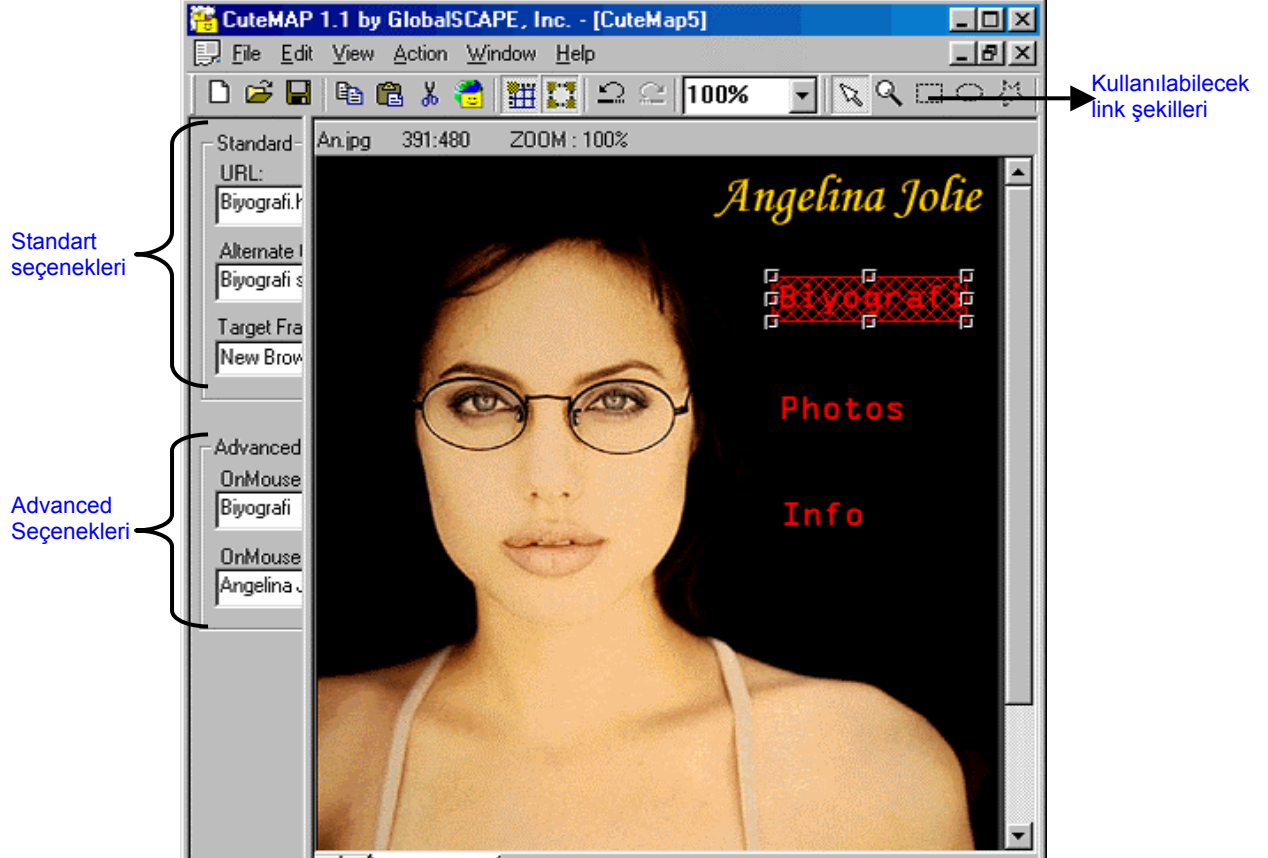 CuteMAP 1.1 by GlobalSCAPE, Inc. - [CuteMap5]
File Edit View Action Window Help
100%
Kullanılabilecek
link şekilleri
An.jpg 391:480 ZOOM : 100%
Standard
URL:
Biyografi.h
Alternate
Biyografi s
Target Fra
New Brow
Standart
seçenekleri
Advanced
OnMouse
Biyografi
OnMouse
Angelina J
Advanced
Seçenekleri
Angelina Jolie
Biyografi
Photos
Info